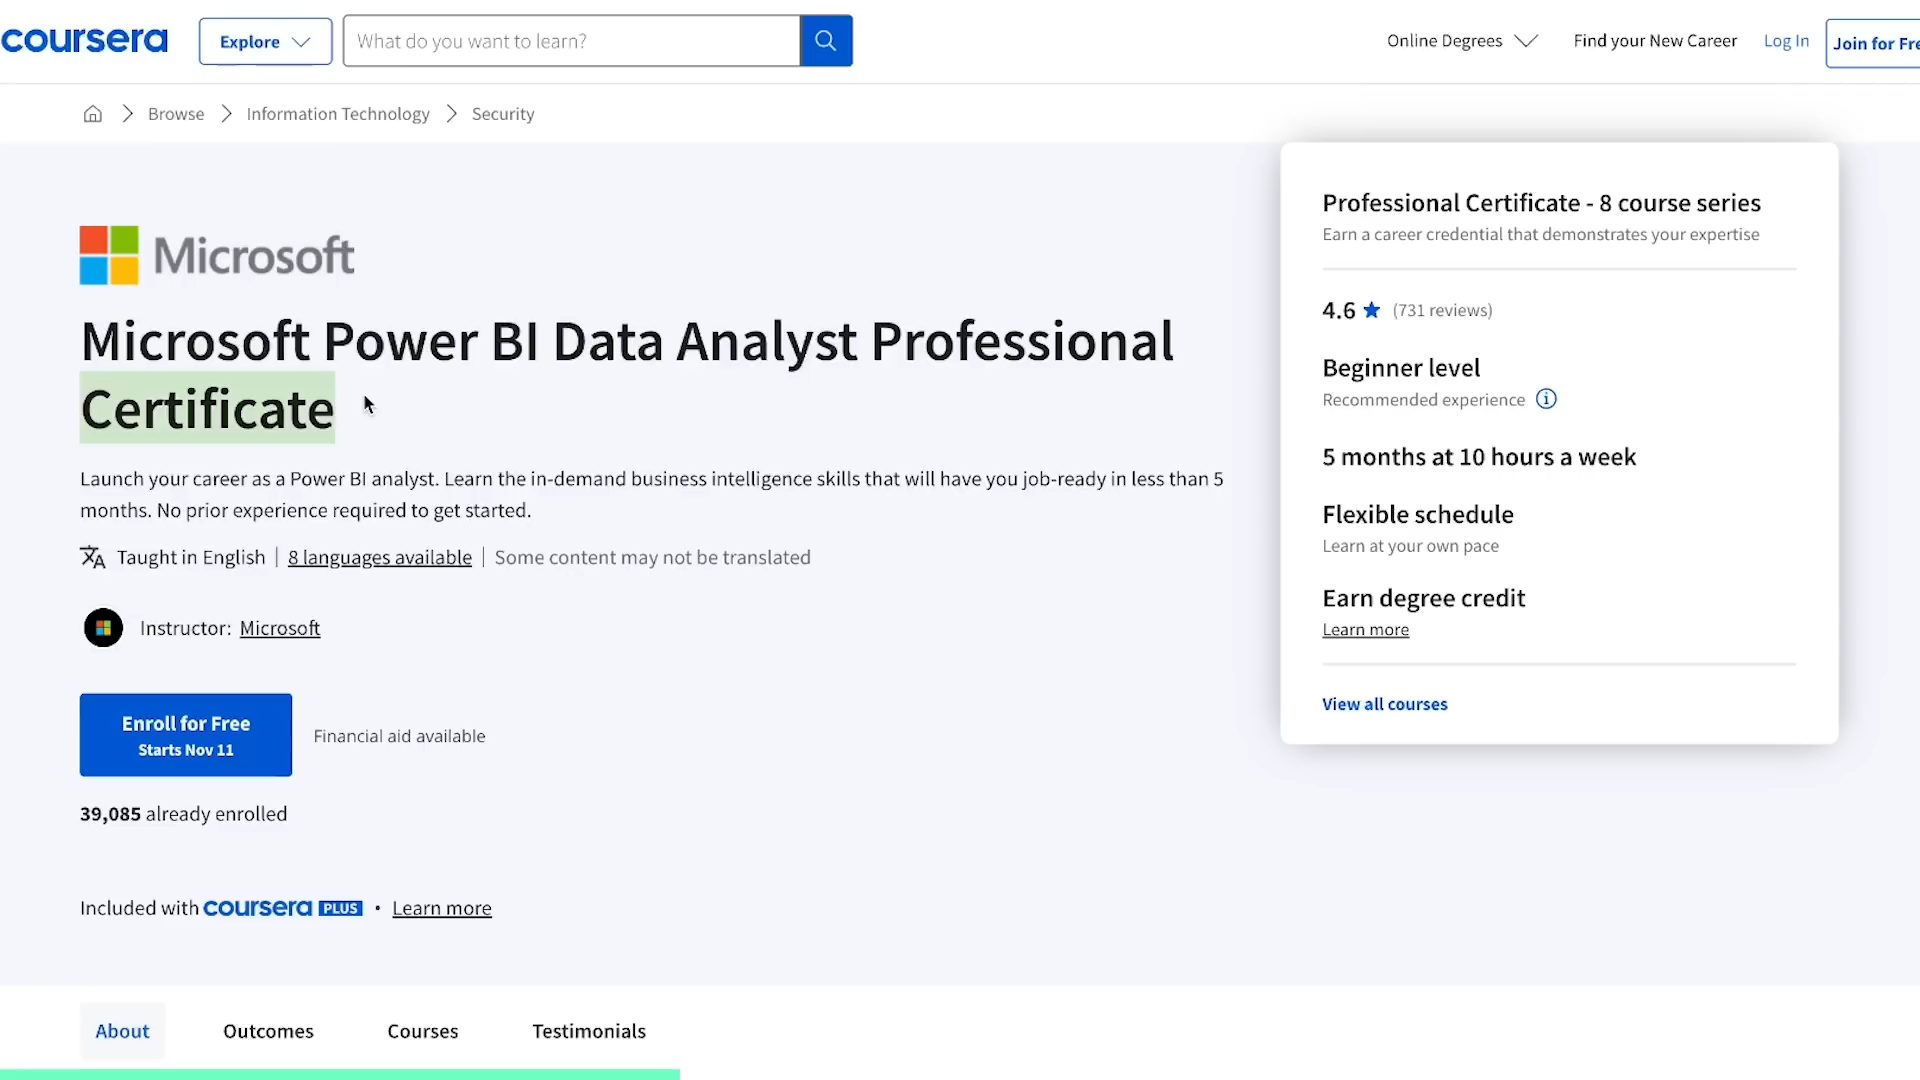 coursera
Explore
What do you want to learn?
Online Degrees
Find your New Career
Log In
Join for Fre
Browse
Information Technology
Security
Microsoft
Microsoft Power BI Data Analyst Professional
Certificate
Launch your career as a Power BI analyst. Learn the in-demand business intelligence skills that will have you job-ready in less than 5
months. No prior experience required to get started.
Taught in English | 8 languages available | Some content may not be translated
Instructor: Microsoft
Enroll for Free
Starts Nov 11
Financial aid available
39,085 already enrolled
Included with coursera PLUS • Learn more
Professional Certificate - 8 course series
Earn a career credential that demonstrates your expertise
4.6 ★ (731 reviews)
Beginner level
Recommended experience
5 months at 10 hours a week
Flexible schedule
Learn at your own pace
Earn degree credit
Learn more
View all courses
About
Outcomes
Courses
Testimonials